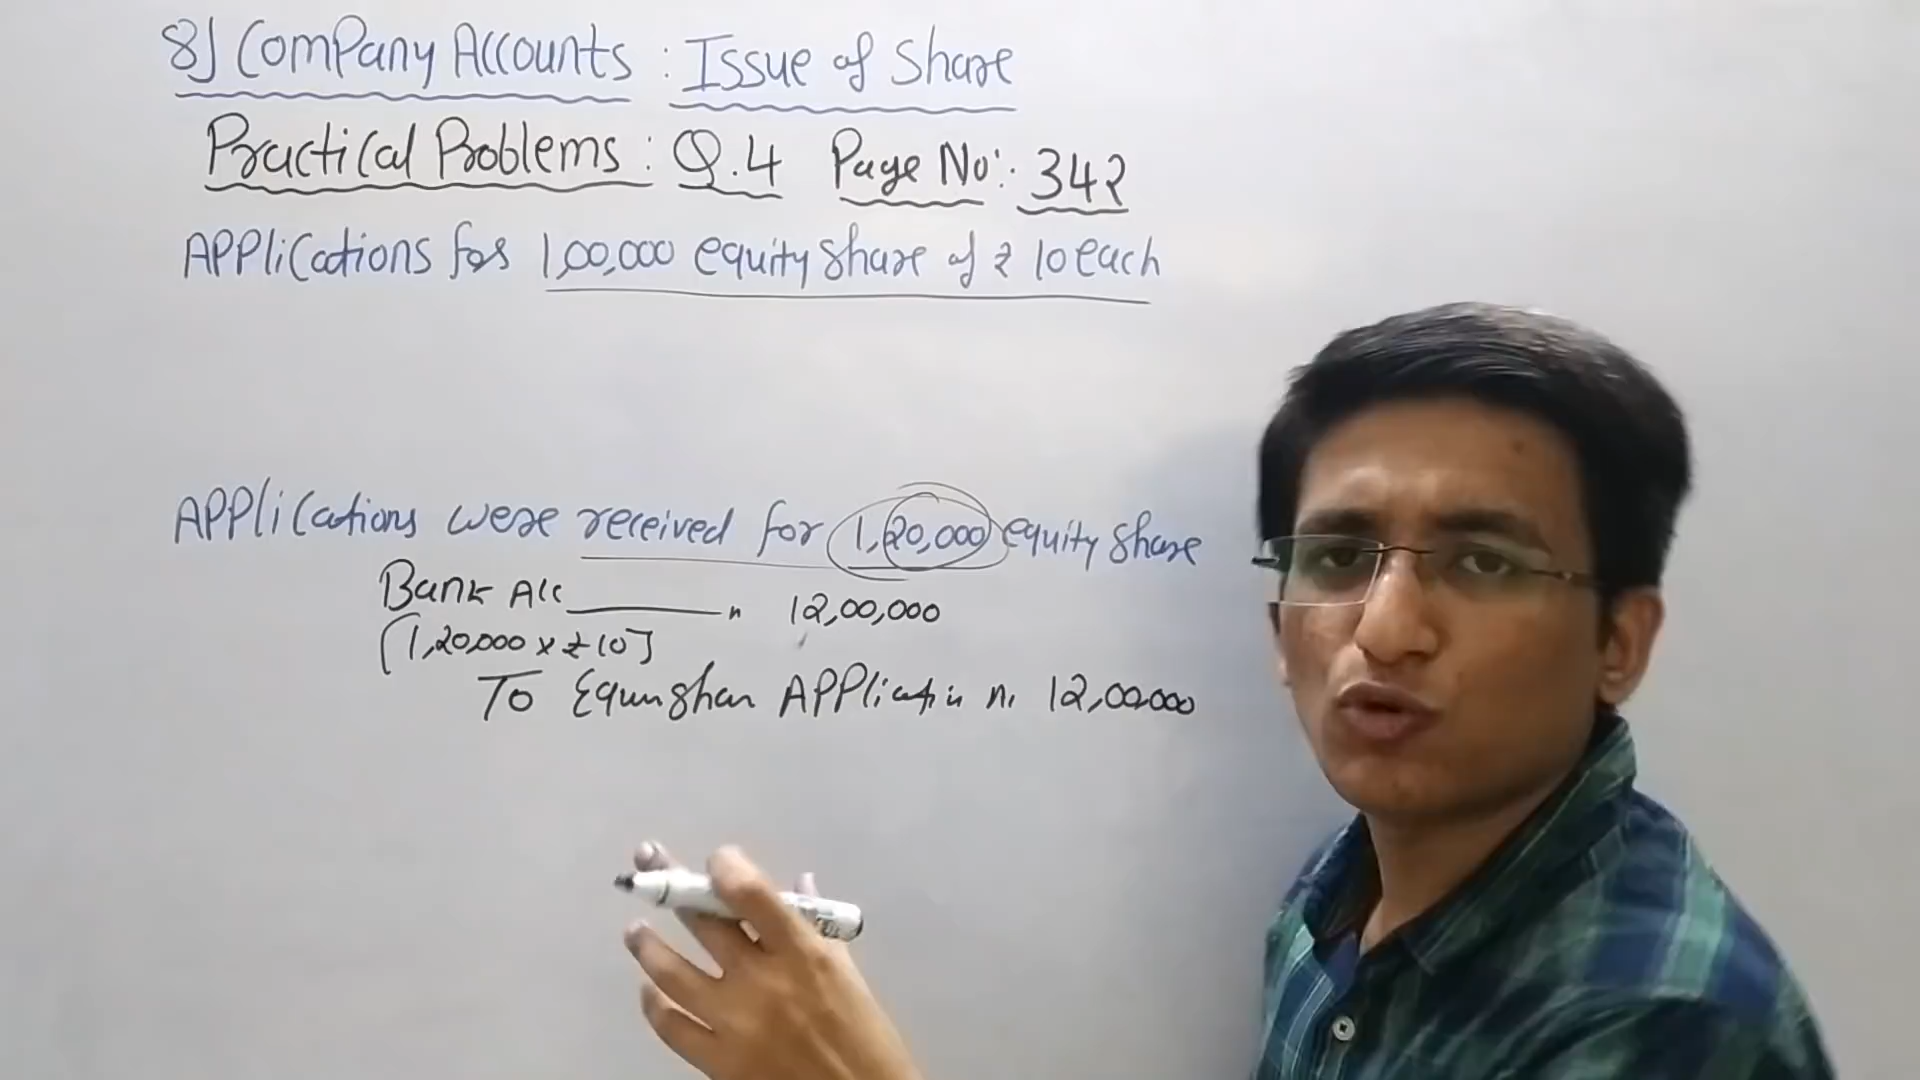 8] Company Accounts : Issue of Share
Practical Problems : Q.4 Page No:. 342
Applications for 1,00,000 equity share of ₹ 10 each
Applications were received for 1,20,000 equity share
Bank A/c 12,00,000
[1,20,000 x ₹ 10]
To Application 12,00,000